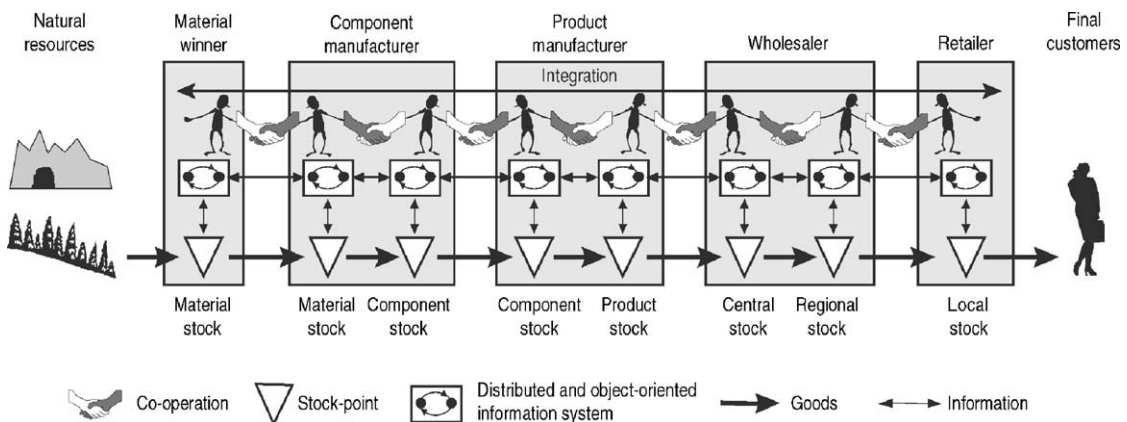 Natural
resources
Material
winner
Component
manufacturer
Product
manufacturer
Wholesaler
Retailer
Final
customers
Integration
Material
stock
Material
stock
Component
stock
Component
stock
Product
stock
Central
stock
Regional
stock
Local
stock
Co-operation
Stock-point
Distributed and object-oriented
information system
Goods
Information